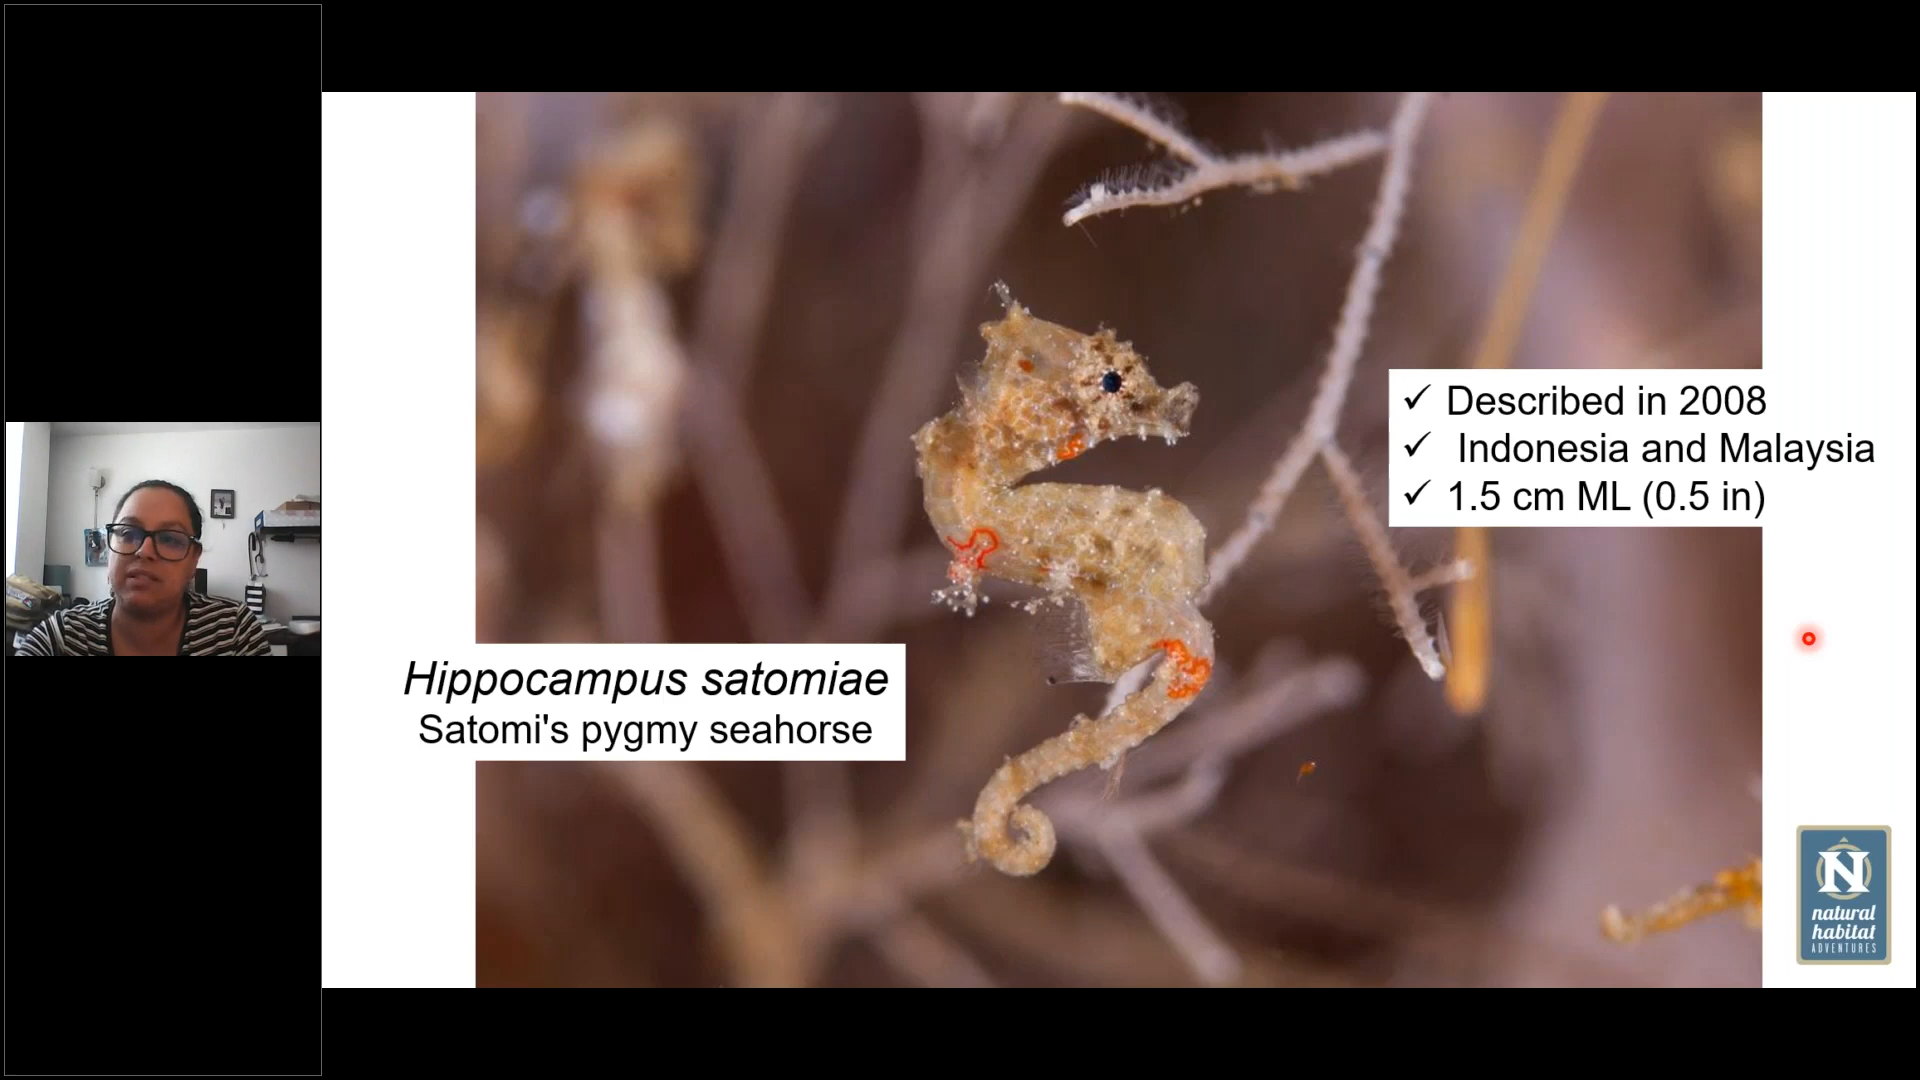 ✓ Described in 2008
✓ Indonesia and Malaysia
✓ 1.5 cm ML (0.5 in)
Hippocampus satomiae
Satomi's pygmy seahorse
N
natural
habitat
ADVENTURES